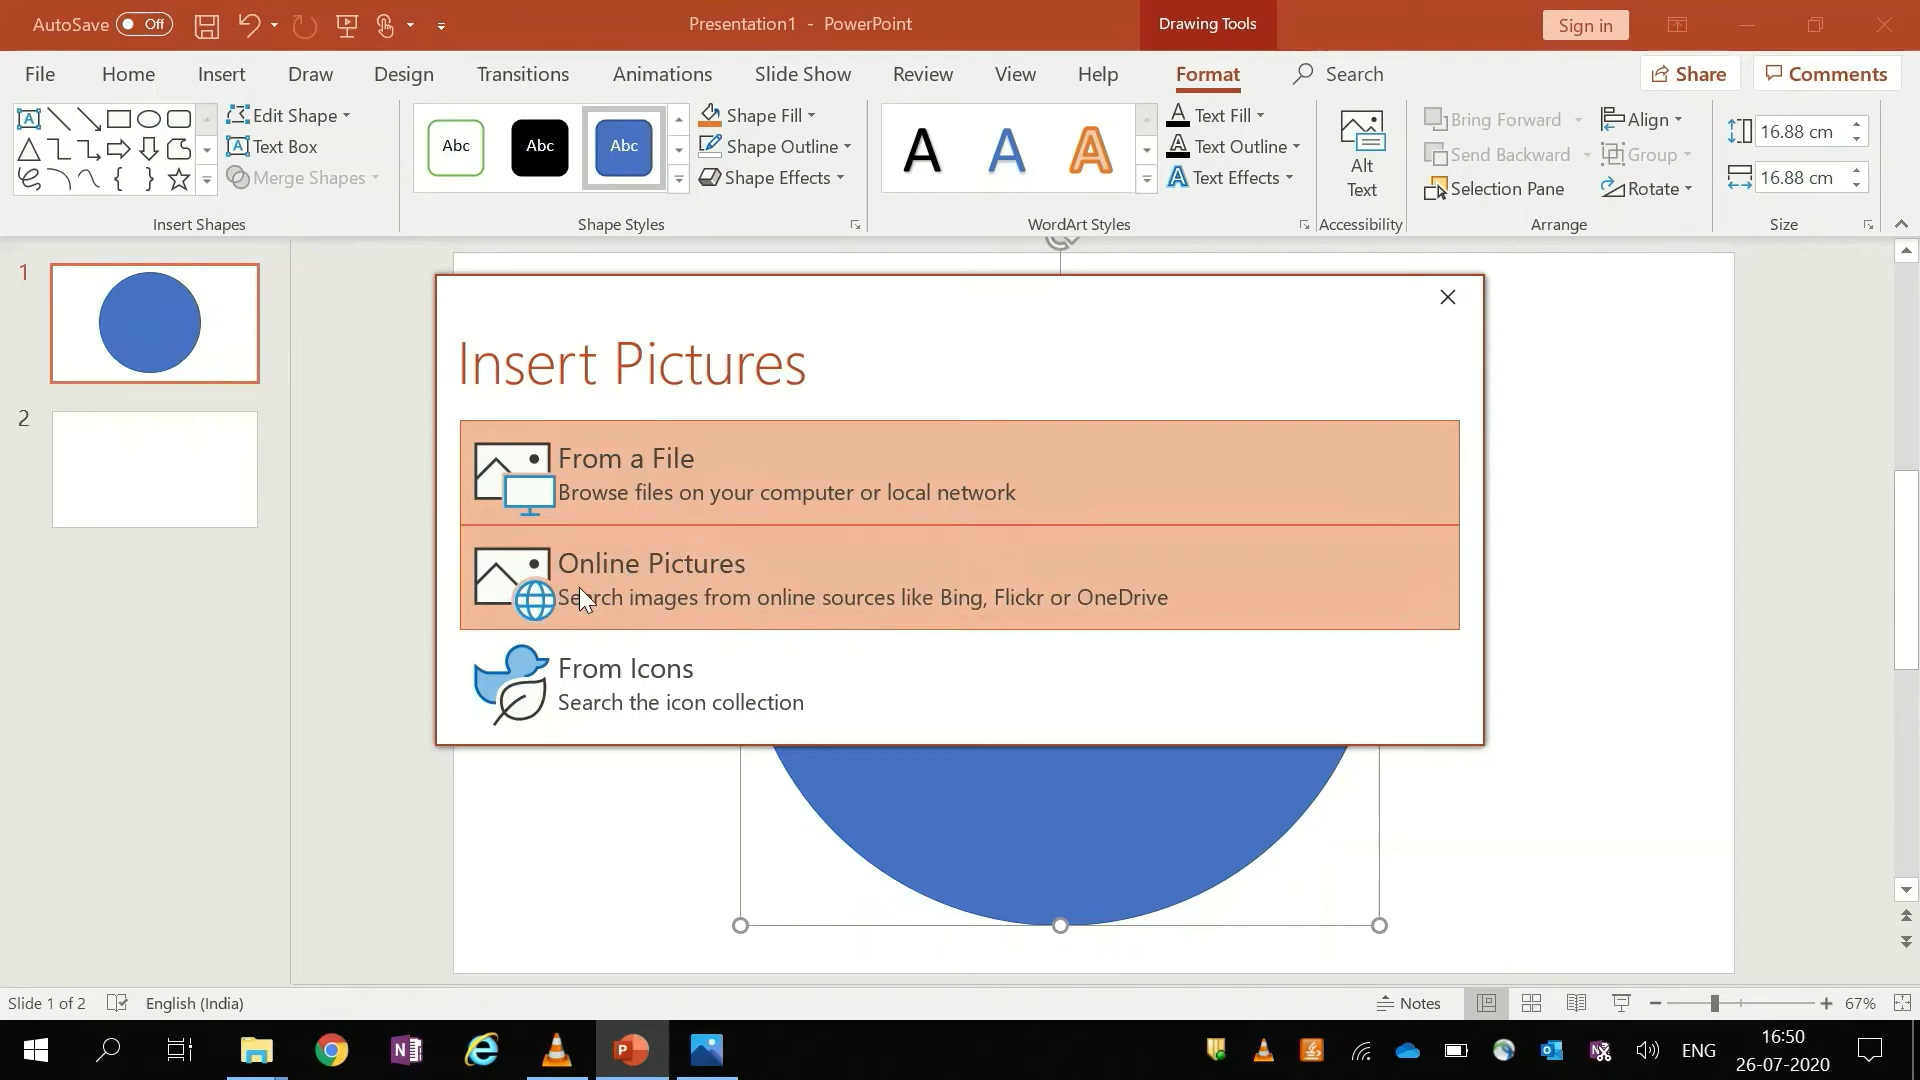 AutoSave Off
Presentation1 - PowerPoint
Drawing Tools
Sign in
File Home Insert Draw Design Transitions Animations Slide Show Review View Help Format Search Share Comments
Edit Shape
Text Box
Merge Shapes
Insert Shapes
Abc Abc Abc
Shape Fill
Shape Outline
Shape Effects
Shape Styles
A A A
Text Fill
Text Outline
Text Effects
WordArt Styles
Alt
Text
Accessibility
Bring Forward
Send Backward
Selection Pane
Align
Group
Rotate
Arrange
16.88 cm
16.88 cm
Size
1
2
Insert Pictures
From a File
Browse files on your computer or local network
Online Pictures
Search images from online sources like Bing, Flickr or OneDrive
From Icons
Search the icon collection
Slide 1 of 2 English (India) Notes 67%
ENG
16:50
26-07-2020